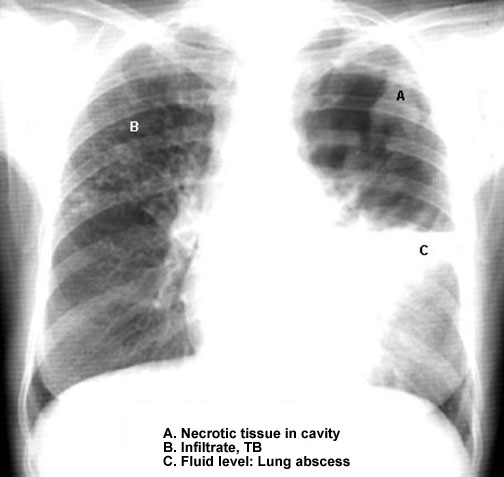 A
B
C
A. Necrotic tissue in cavity
B. Infiltrate, TB
C. Fluid level: Lung abscess